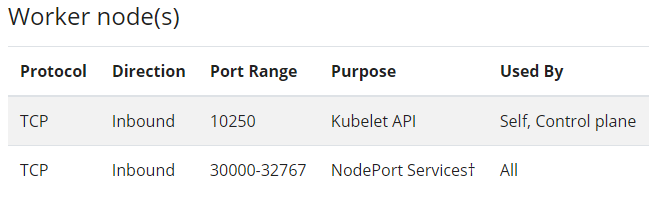 Worker node(s)
Protocol Direction Port Range Purpose Used By
TCP Inbound 10250 Kubelet API Self, Control plane
TCP Inbound 30000-32767 NodePort Services† All